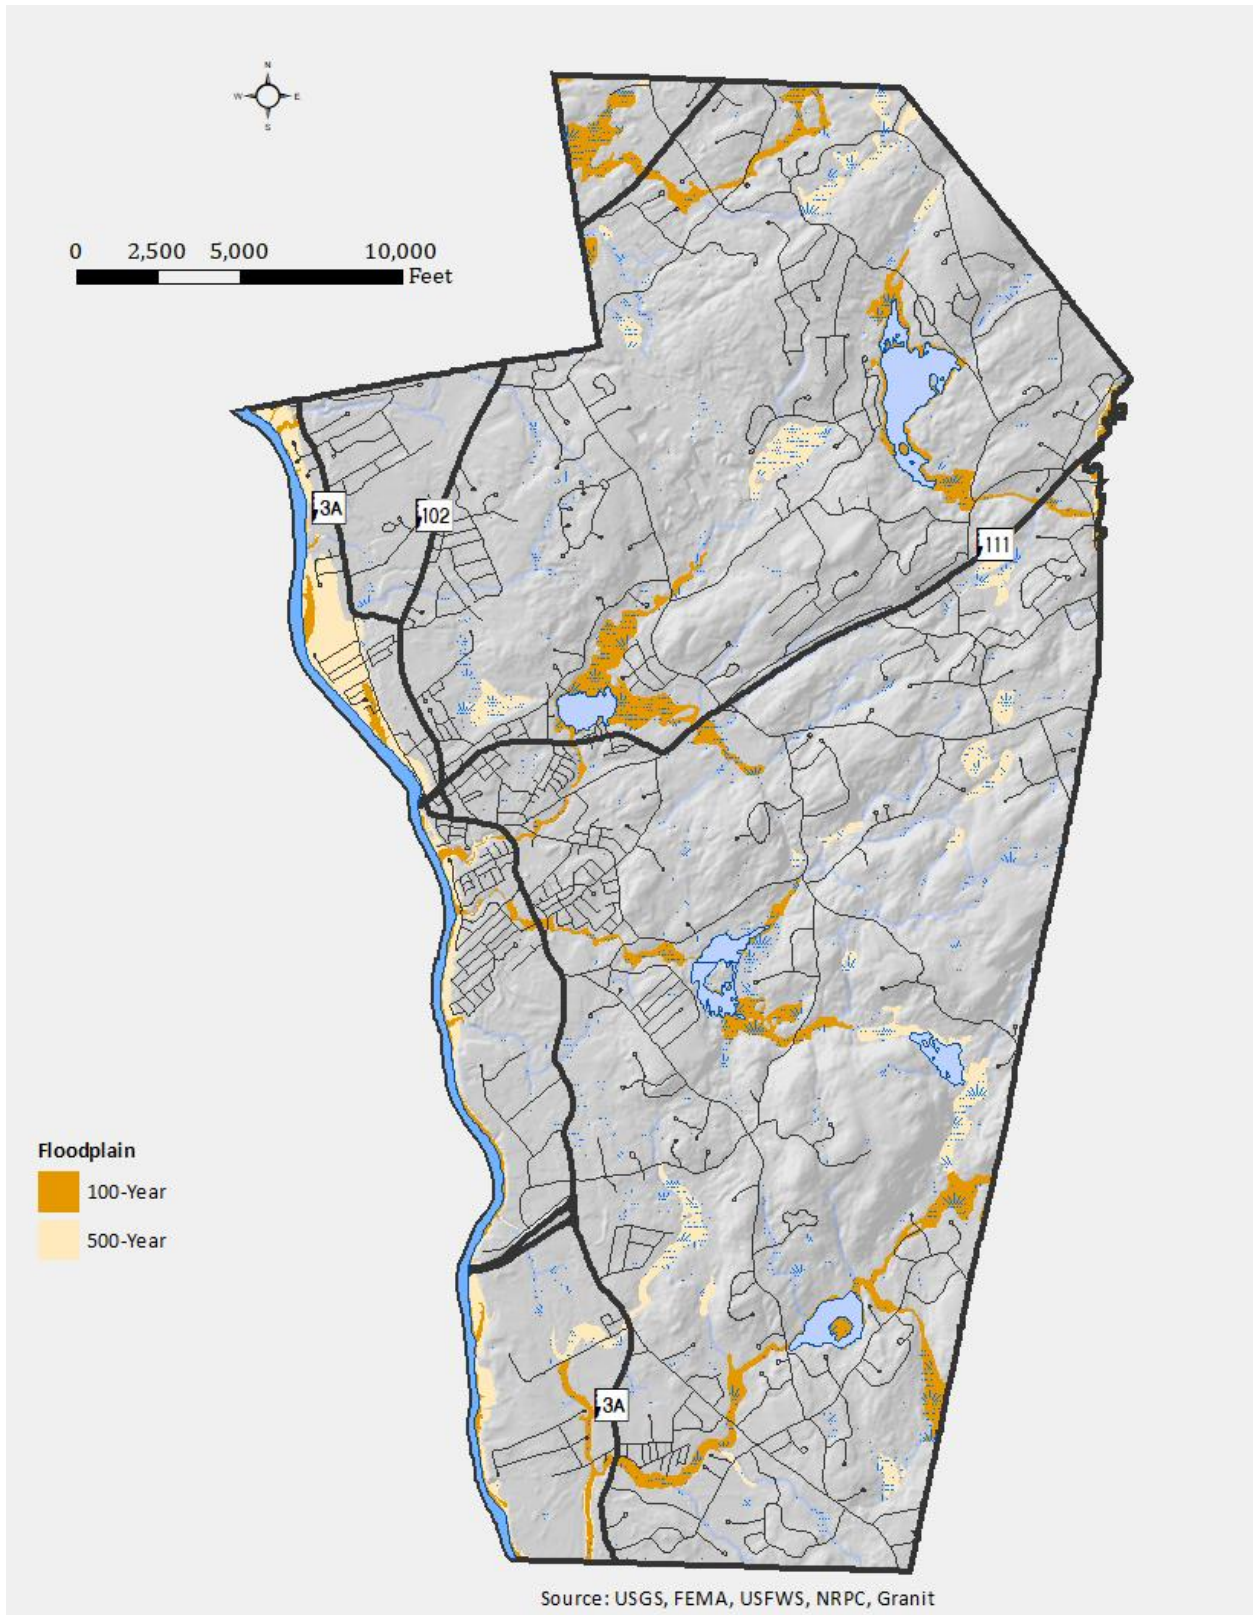 N
W E
S
0 2,500 5,000 10,000
Feet
3A
102
111
Floodplain
100-Year
500-Year
3A
Source: USGS, FEMA, USFWS, NRPC, Granit